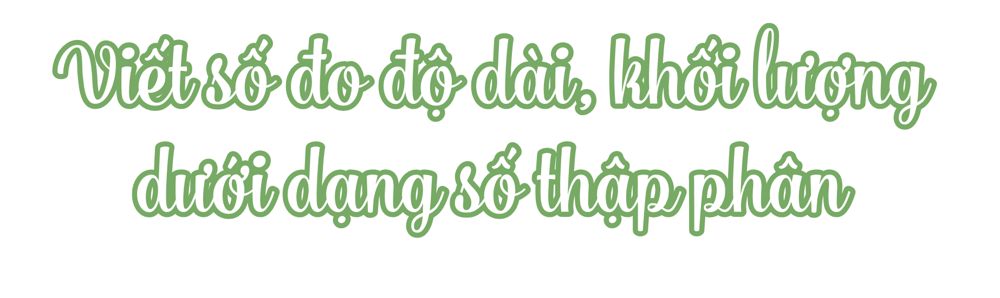 Viết số đo độ dài, khối lượng
dưới dạng số thập phân